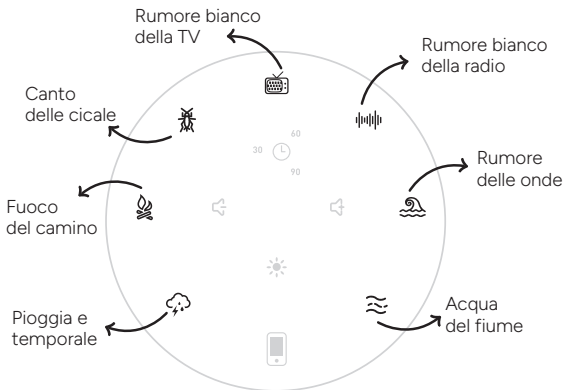 Rumore bianco
della TV
Rumore bianco
della radio
Canto
delle cicale
60
30
90
Rumore
delle onde
Fuoco
del camino
Pioggia e
temporale
Acqua
del fiume